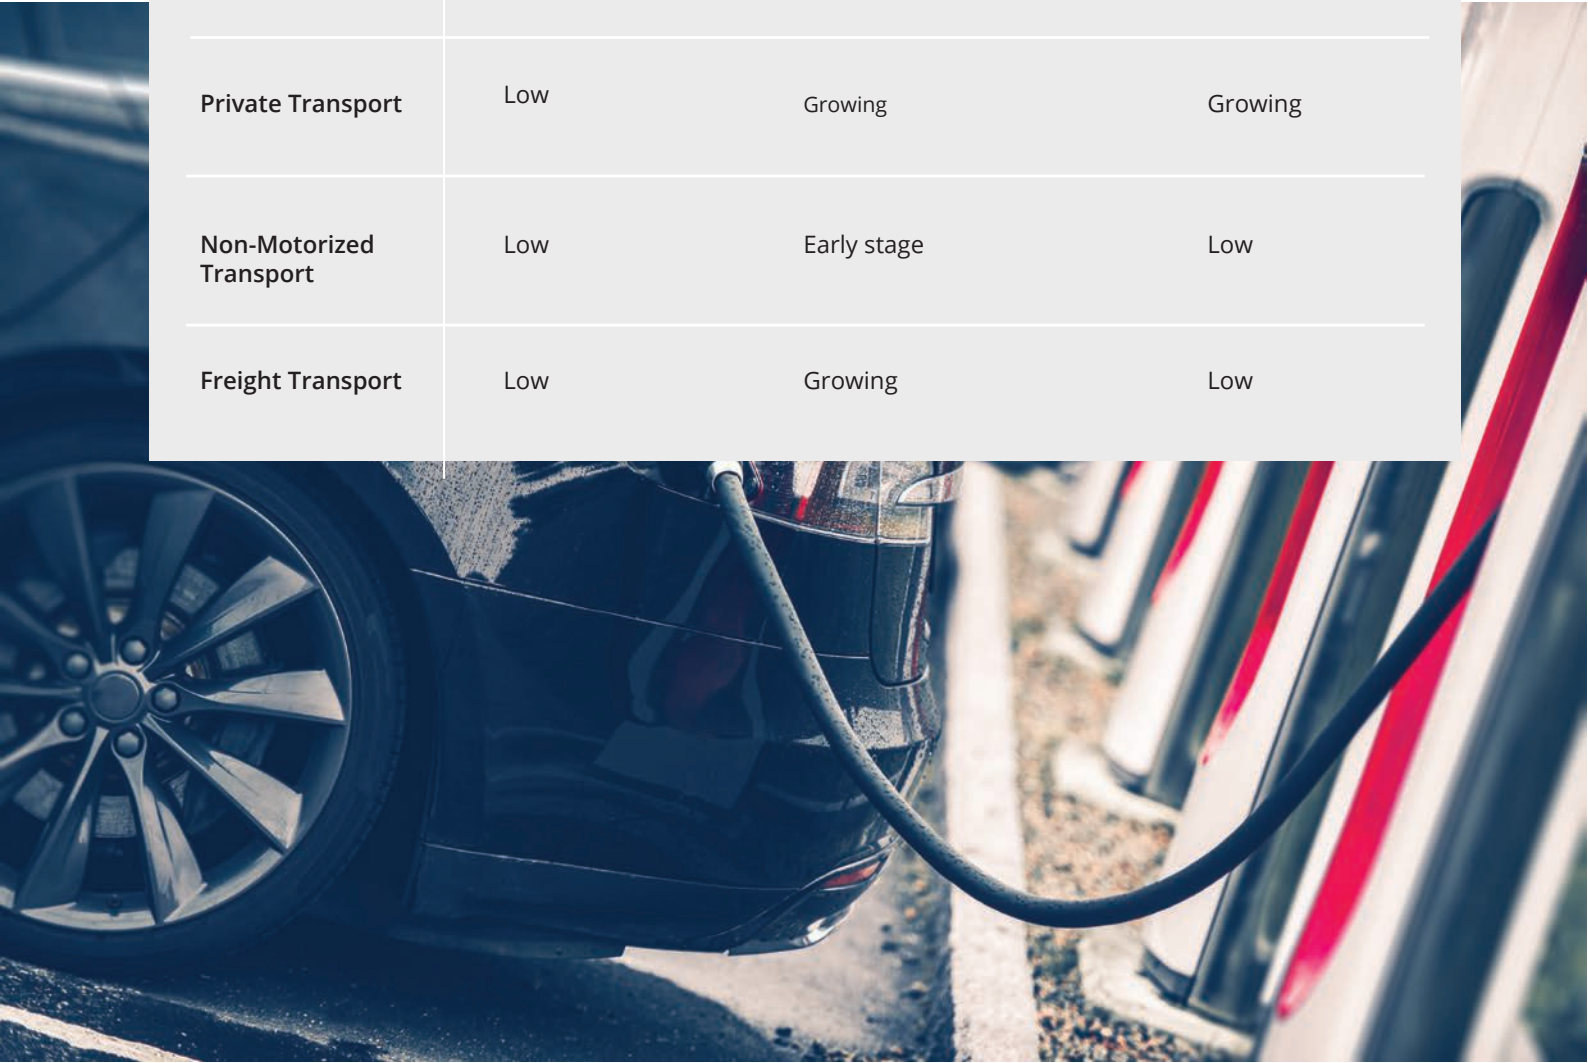 Private Transport Low Growing Growing
Non-Motorized Low Early stage Low
Transport
Freight Transport Low Growing Low